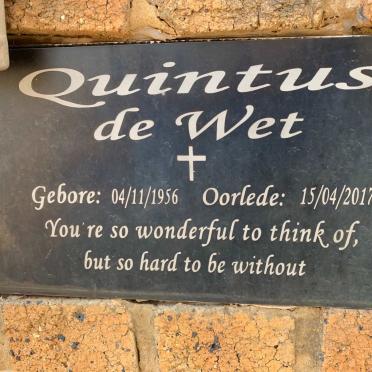 Quintus
de Wet
Gebore: 04/11/1956 Oorlede: 15/04/2017
You're so wonderful to think of,
but so hard to be without